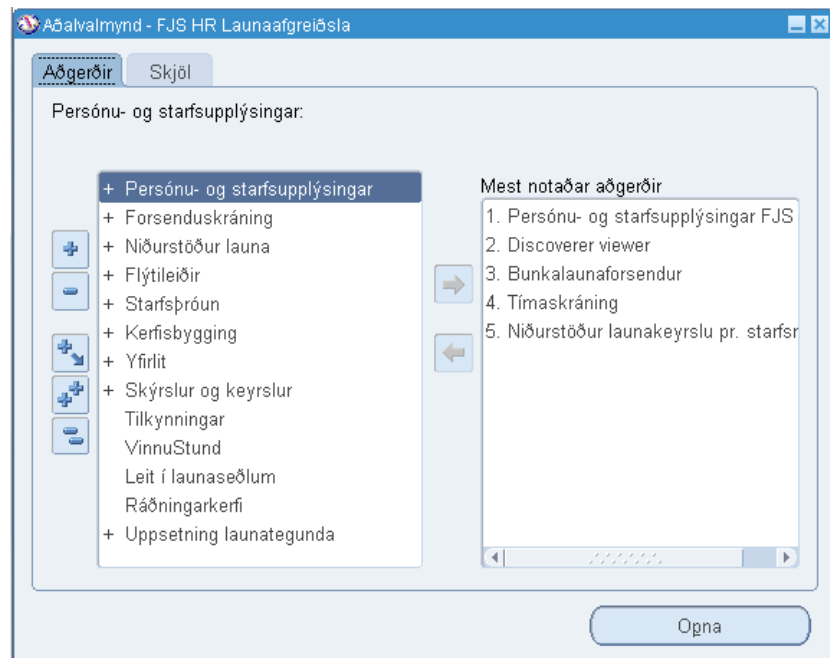 Aðalvalmynd - FJS HR Launaafgreiðsla
Aðgerðir
Skjöl
Persónu- og starfsupplýsingar:
+ Persónu- og starfsupplýsingar
+ Forsenduskráning
+ Niðurstöður launa
+ Flýtileiðir
+ Starfsþróun
+ Kerfisbygging
+ Yfirlit
+ Skýrslur og keyrslur
Tilkynningar
VinnuStund
Leit í launaseðlum
Ráðningarkerfi
+ Uppsetning launategunda
Mest notaðar aðgerðir
1. Persónu- og starfsupplýsingar FJS
2. Discoverer viewer
3. Bunkalaunaforsendur
4. Tímaskráning
5. Niðurstöður launakeyrslu pr. starfsr
Opna